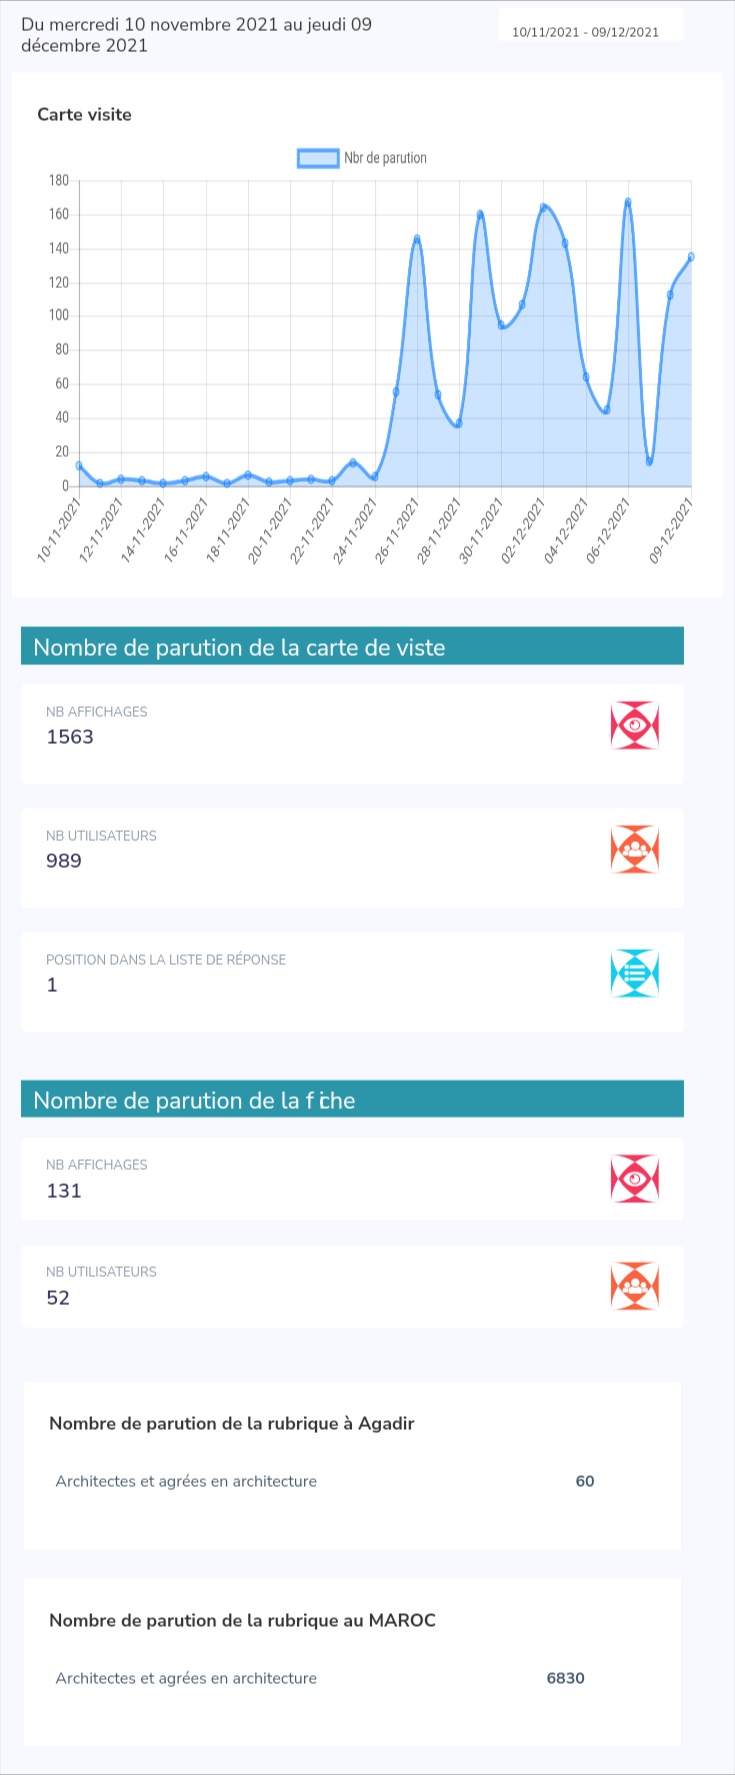 Du mercredi 10 novembre 2021 au jeudi 09
décembre 2021
10/11/2021 - 09/12/2021
Carte visite
Nbr de parution
180
160
140
120
100
80
60
40
20
0
10-11-2021
12-11-2021
14-11-2021
16-11-2021
18-11-2021
20-11-2021
22-11-2021
24-11-2021
26-11-2021
28-11-2021
30-11-2021
02-12-2021
04-12-2021
06-12-2021
09-12-2021
Nombre de parution de la carte de viste
NB AFFICHAGES
1563
NB UTILISATEURS
989
POSITION DANS LA LISTE DE RÉPONSE
1
Nombre de parution de la fiche
NB AFFICHAGES
131
NB UTILISATEURS
52
Nombre de parution de la rubrique à Agadir
Architectes et agrées en architecture 60
Nombre de parution de la rubrique au MAROC
Architectes et agrées en architecture 6830